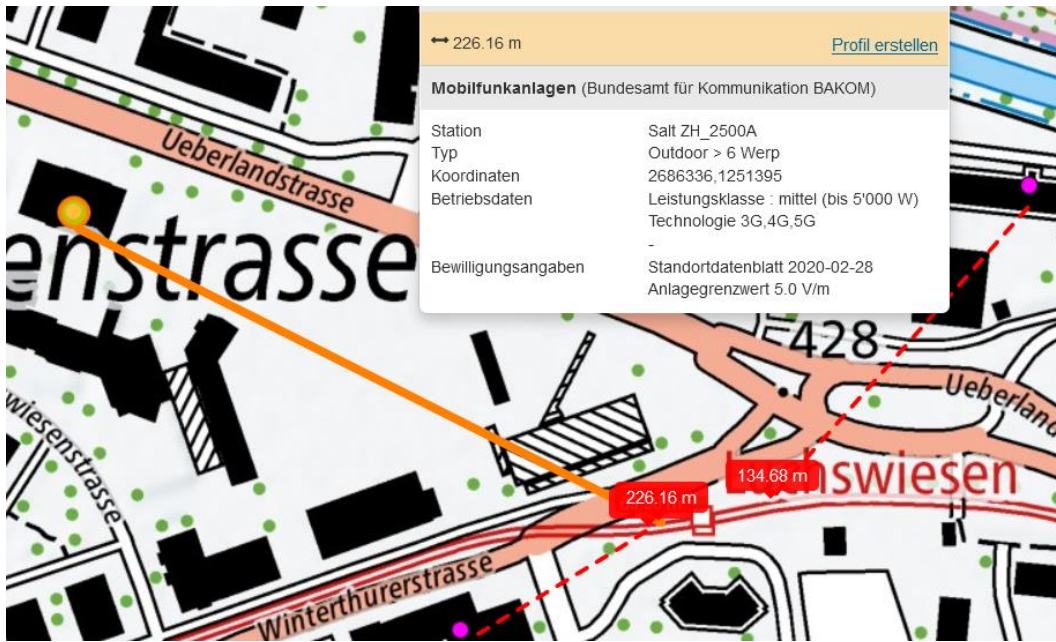 226.16 m Profil erstellen
Mobilfunkanlagen (Bundesamt für Kommunikation BAKOM)
Station Salt ZH_2500A
Typ Outdoor > 6 Werp
Koordinaten 2686336,1251395
Betriebsdaten Leistungsklasse : mittel (bis 5'000 W)
Technologie 3G,4G,5G
-
Bewilligungsangaben Standortdatenblatt 2020-02-28
Anlagegrenzwert 5.0 V/m
Ueberlandstrasse
enstrasse
E428
Ueberland
wiesenstrasse
134.68 m
hswiesen
226.16 m
Winterthurerstrasse